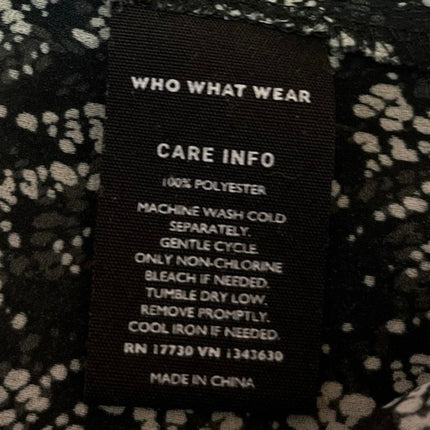 WHO WHAT WEAR
CARE INFO
100% POLYESTER
MACHINE WASH COLD
SEPARATELY.
GENTLE CYCLE
ONLY NON-CHLORINE
BLEACH IF NEEDED.
TUMBLE DRY LOW.
REMOVE PROMPTLY.
COOL IRON IF NEEDED.
RN 17730 VN 1343630
MADE IN CHINA